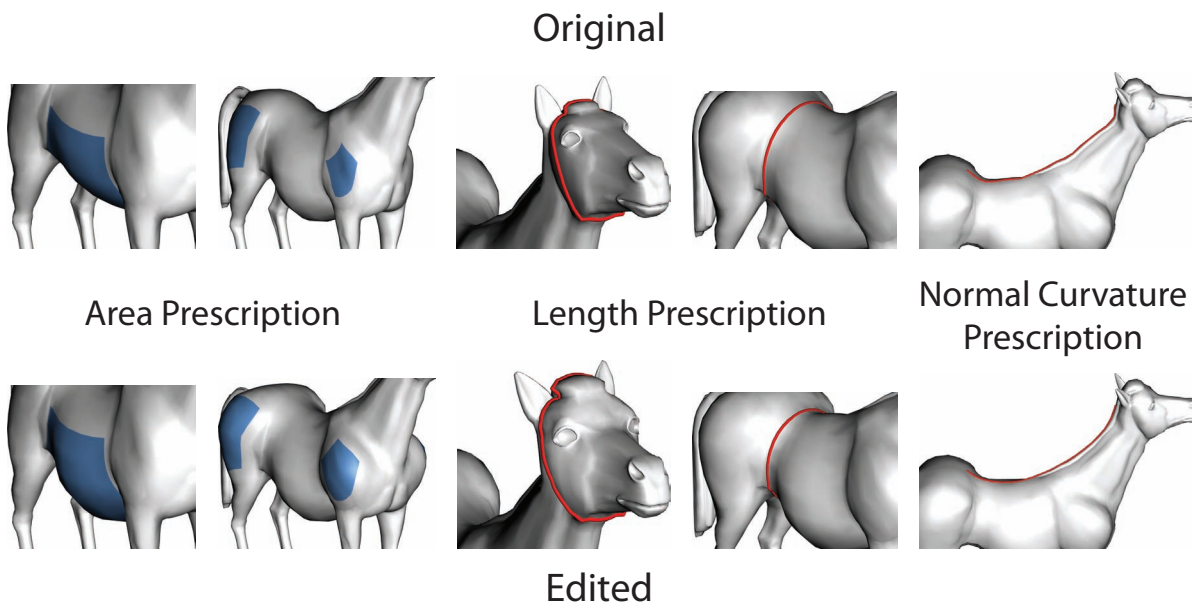 Original
Area Prescription
Length Prescription
Normal Curvature
Prescription
Edited